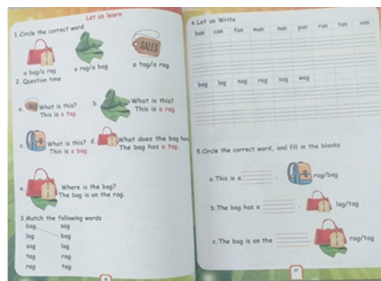 Let us learn
1.Circle the correct word
SALES
a bag/a rag
a rag/a bag
a tag/a rag
2. Question time
a. What is this?
This is a tag.
b. What is this?
This is a rag.
c. What is this?
This is a bag.
d. What does the bag has
The bag has a tag.
e. Where is the bag?
The bag is on the rag.
3.Match the following words
bag sag
lag bag
sag lag
tag rag
rag tag
4.Let us Write
ban can fan man nan pan ran tan van
bag lag nag rag sag wag
5.Circle the correct word, and fill in the blanks
a.This is a rag/bag
b.The bag has a lag/tag
c.The bag is on the rag/tag